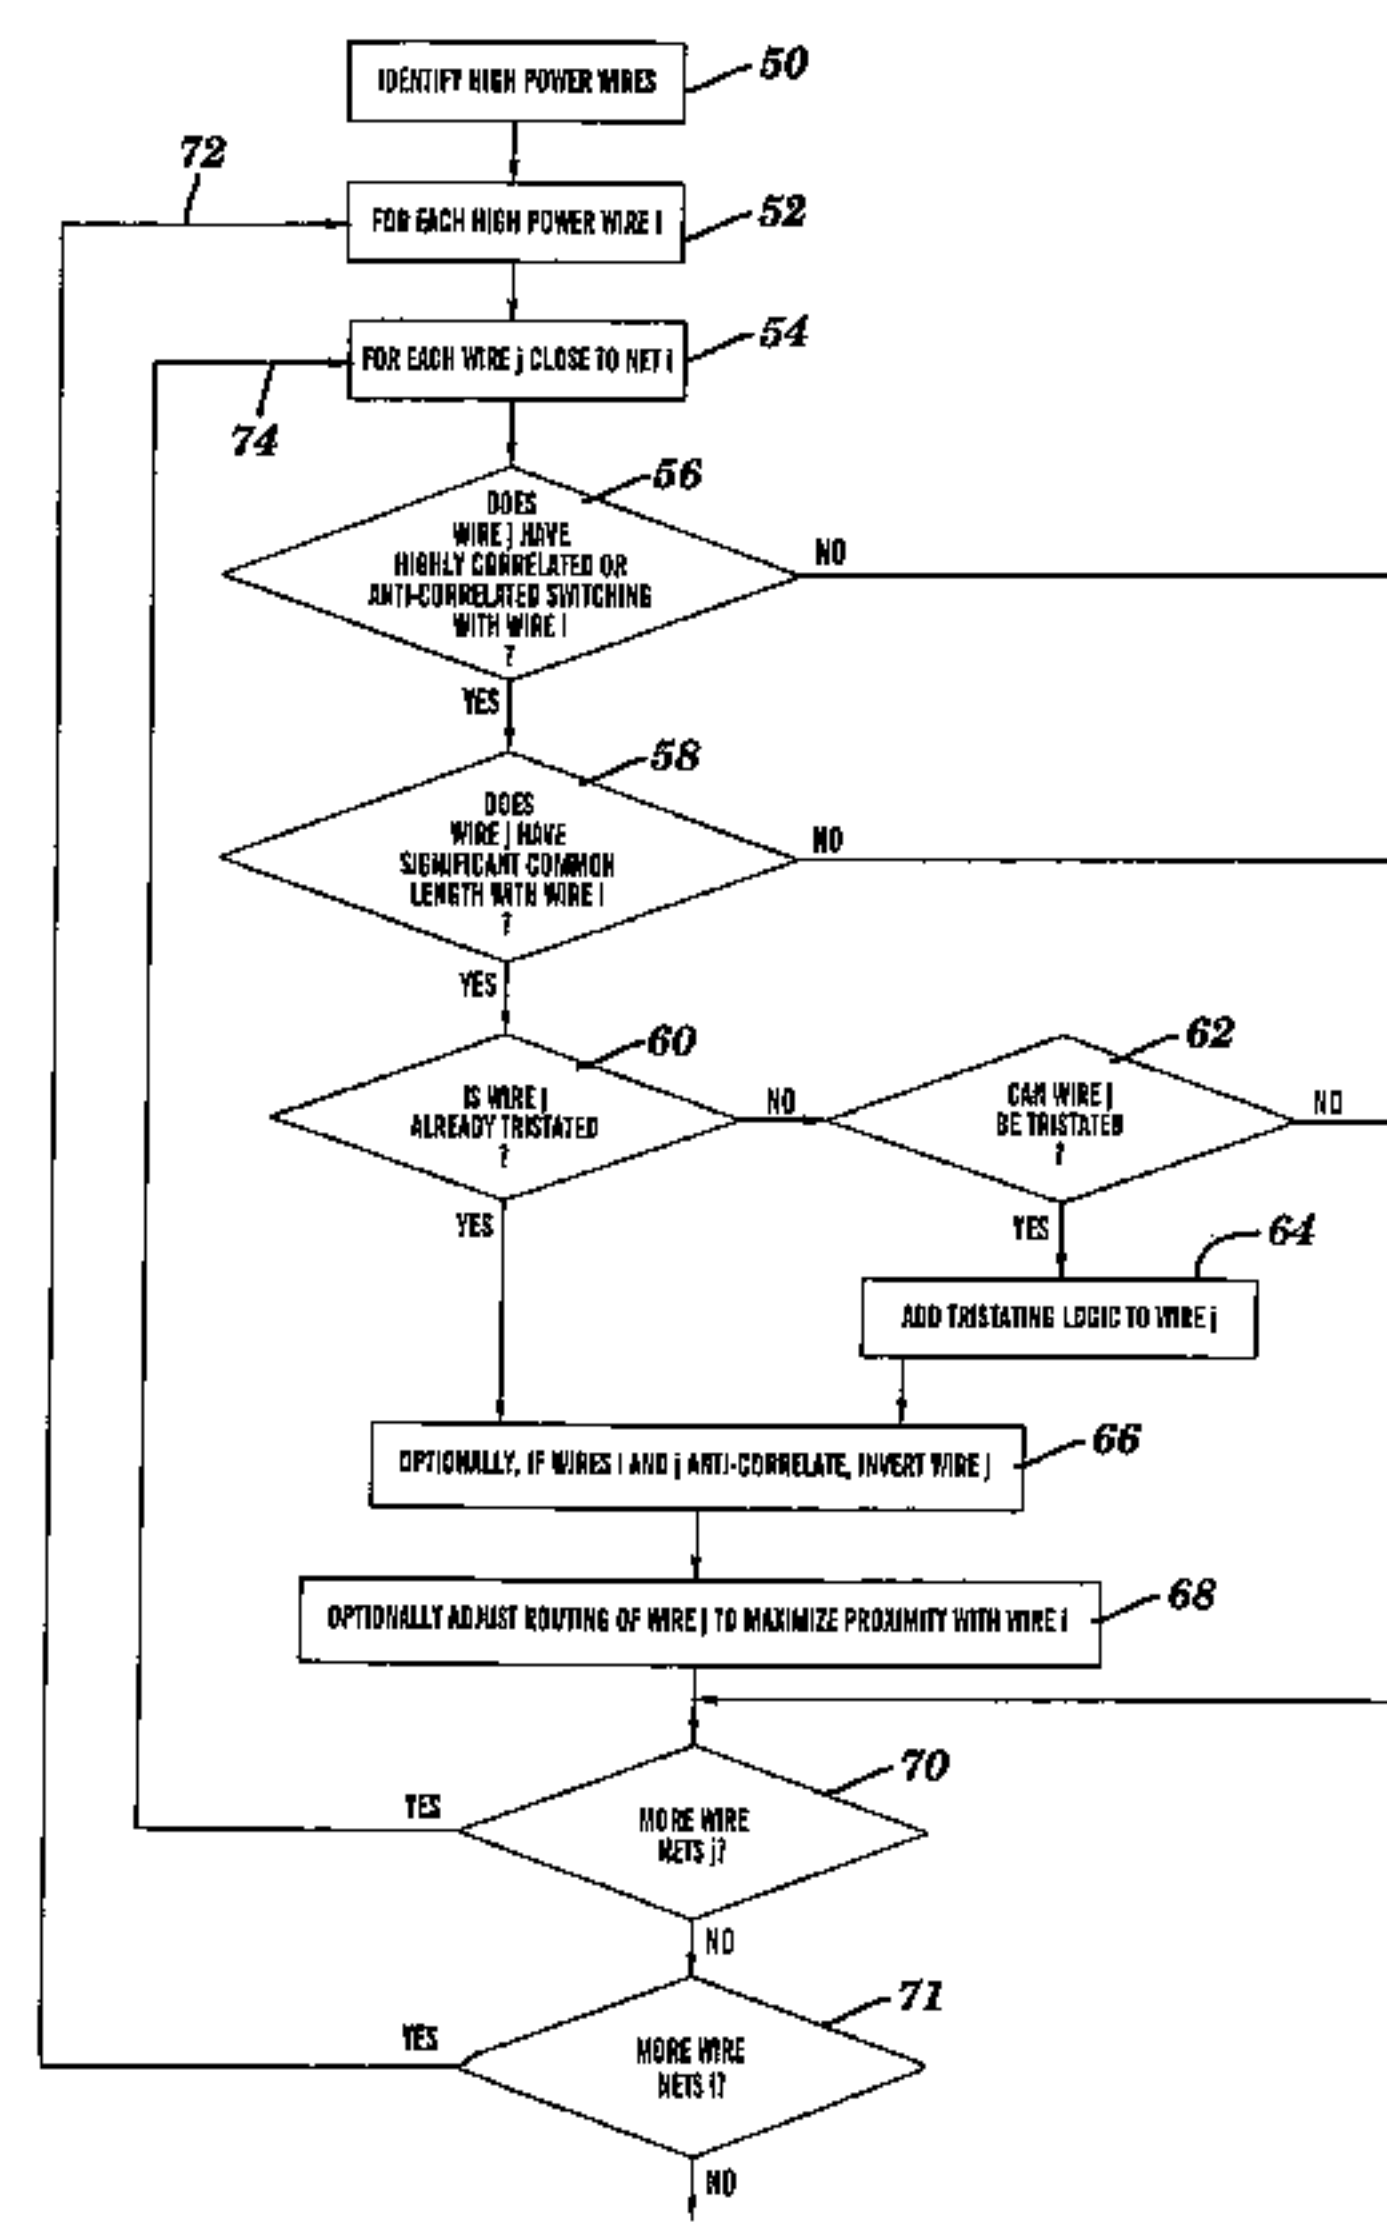 IDENTIFY HIGH POWER WIRES
50
72
FOR EACH HIGH POWER WIRE i
52
FOR EACH WIRE j CLOSE TO NET i
54
74
56
DOES
WIRE j HAVE
HIGHLY CORRELATED OR
ANTI-CORRELATED SWITCHING
WITH WIRE i
?
NO
YES
58
DOES
WIRE j HAVE
SIGNIFICANT COMMON
LENGTH WITH WIRE i
?
NO
YES
60
IS WIRE j
ALREADY TRISTATED
?
NO
62
CAN WIRE j
BE TRISTATED
?
NO
YES
YES
64
ADD TRISTATING LOGIC TO WIRE j
OPTIONALLY, IF WIRES i AND j ANTI-CORRELATE, INVERT WIRE j
66
OPTIONALLY ADJUST ROUTING OF WIRE j TO MAXIMIZE PROXIMITY WITH WIRE i
68
70
YES
MORE WIRE
NETS j?
NO
71
YES
MORE WIRE
NETS i?
NO